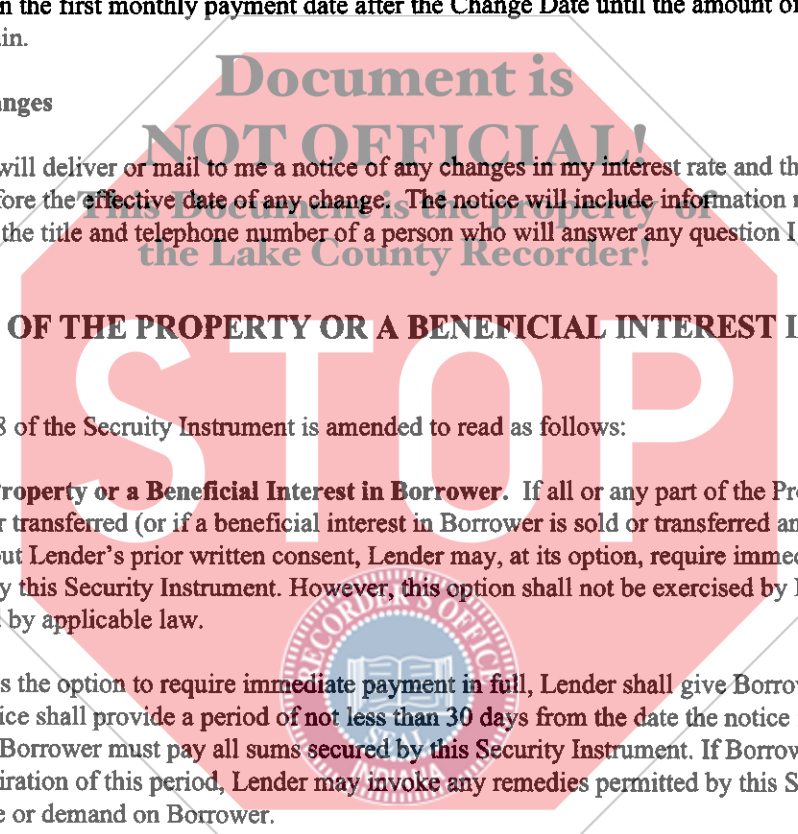 n the first monthly payment date after the Change Date until the amount of
in.
Document is
anges
NOT OFFICIAL!
will deliver or mail to me a notice of any changes in my interest rate and th
fore the effective date of any change. The notice will include information r
This Document is the property of
the title and telephone number of a person who will answer any question I
the Lake County Recorder!
OF THE PROPERTY OR A BENEFICIAL INTEREST I
STOP
8 of the Secruity Instrument is amended to read as follows:
Property or a Beneficial Interest in Borrower. If all or any part of the Pr
r transferred (or if a beneficial interest in Borrower is sold or transferred an
out Lender's prior written consent, Lender may, at its option, require immed
y this Security Instrument. However, this option shall not be exercised by
by applicable law.
RECORDER'S OFFICE
s the option to require immediate payment in full, Lender shall give Borrow
ice shall provide a period of not less than 30 days from the date the notice
Borrower must pay all sums secured by this Security Instrument. If Borrow
SEAL
iration of this period, Lender may invoke any remedies permitted by this S
e or demand on Borrower.